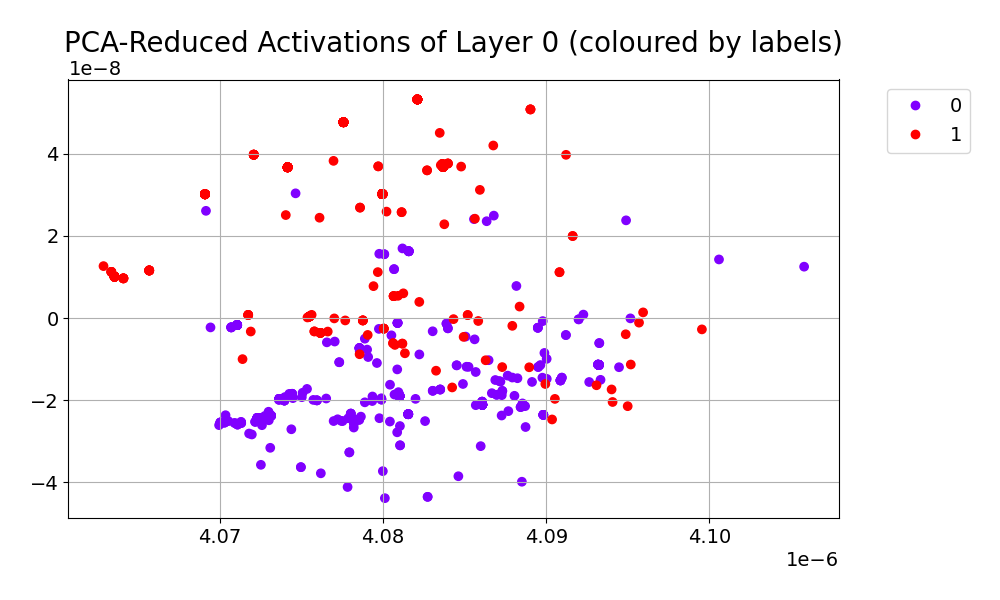 PCA-Reduced Activations of Layer 0 (coloured by labels)
1e−8
4
2
0
−2
−4
4.07 4.08 4.09 4.10
1e−6
0
1